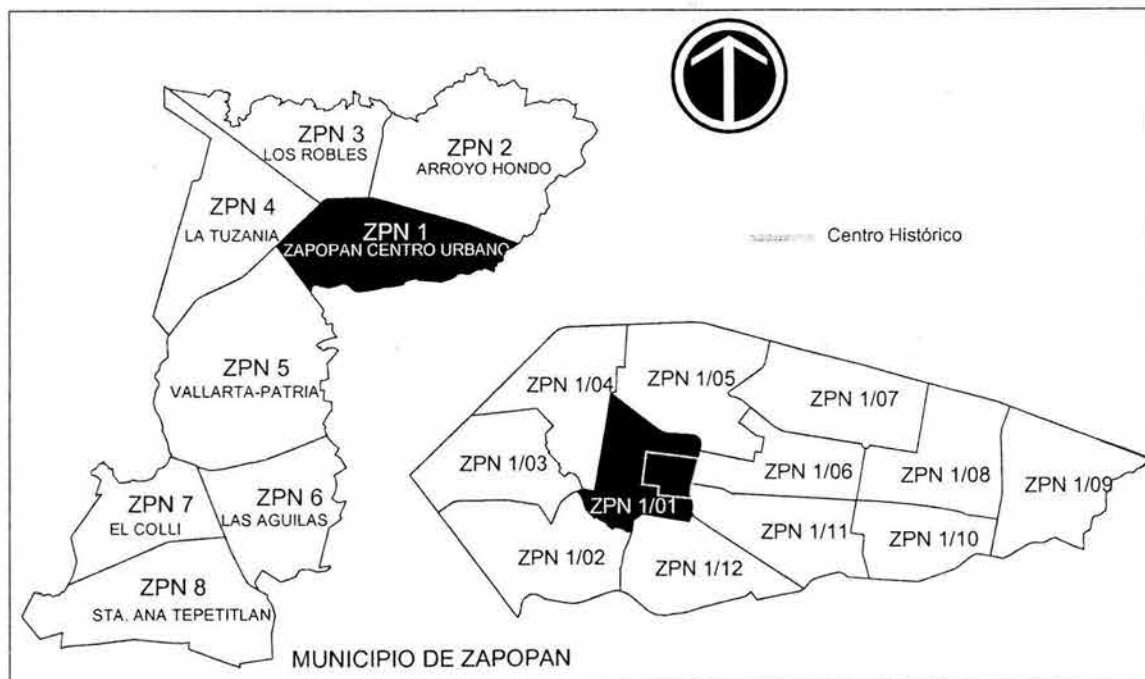 ZPN 3
LOS ROBLES
ZPN 2
ARROYO HONDO
ZPN 4
LA TUZANIA
ZPN 1
ZAPOPAN CENTRO URBANO
Centro Histórico
ZPN 5
VALLARTA-PATRIA
ZPN 7
EL COLLI
ZPN 6
LAS AGUILAS
ZPN 8
STA. ANA TEPETITLAN
ZPN 1/04
ZPN 1/05
ZPN 1/07
ZPN 1/03
ZPN 1/06
ZPN 1/08
ZPN 1/09
ZPN 1/01
ZPN 1/11
ZPN 1/10
ZPN 1/02
ZPN 1/12
MUNICIPIO DE ZAPOPAN